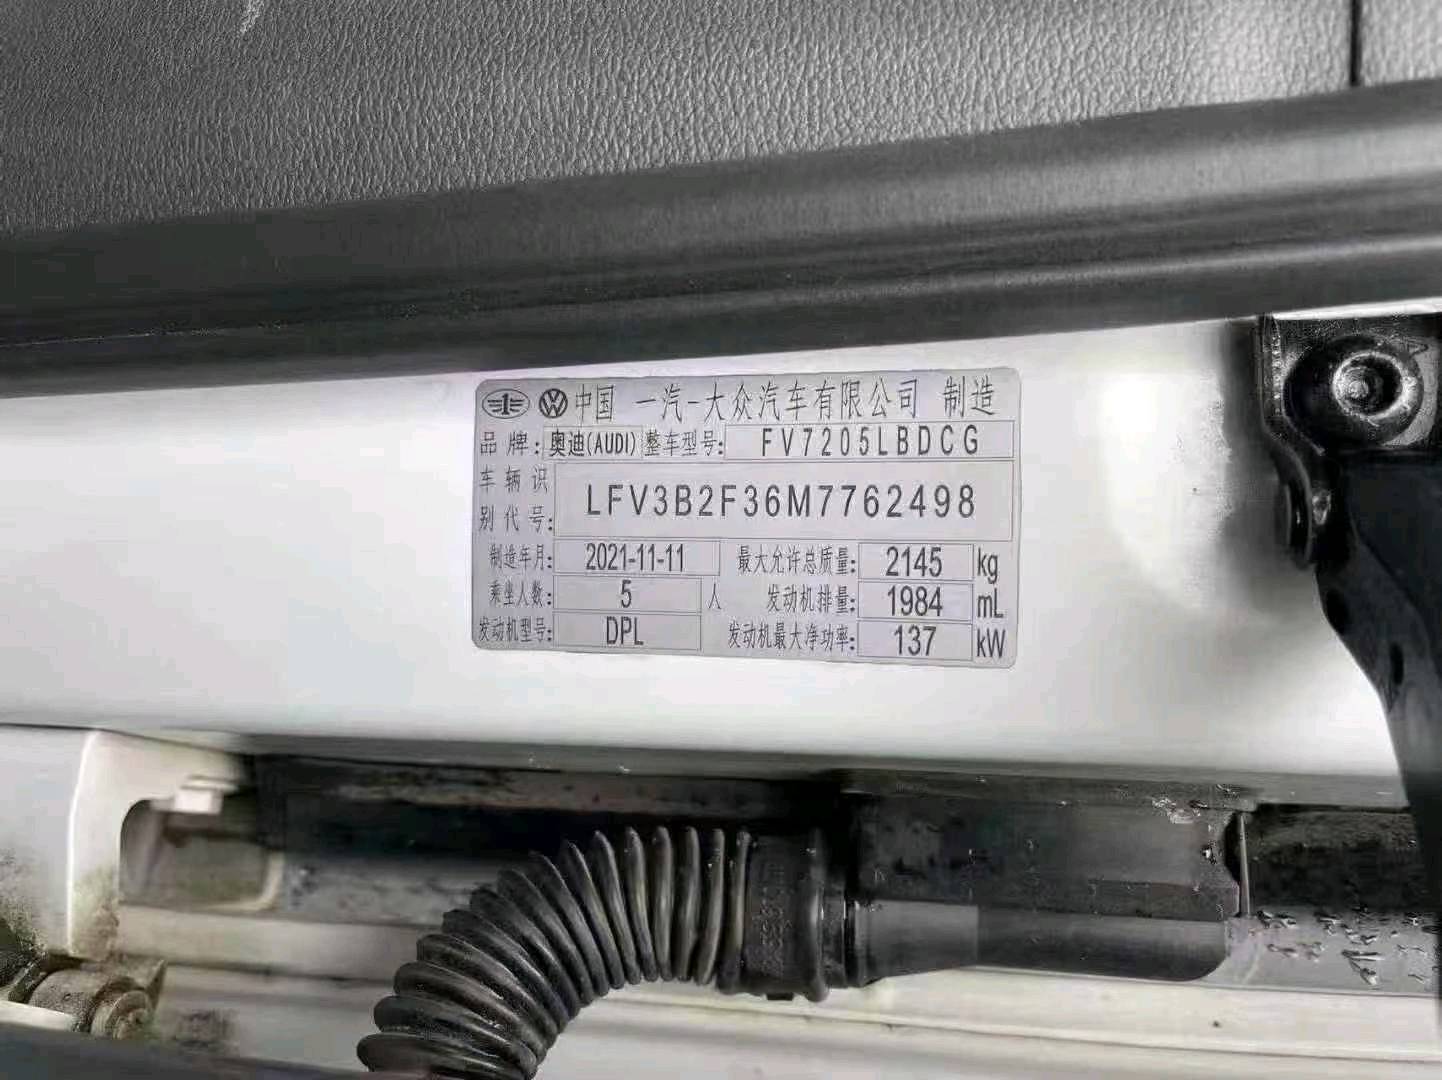 中国 一汽-大众汽车有限公司 制造
品牌: 奥迪(AUDI) 整车型号: FV7205LBDCG
车辆识别代号: LFV3B2F36M7762498
制造年月: 2021-11-11 最大允许总质量: 2145 kg
乘坐人数: 5 人 发动机排量: 1984 mL
发动机型号: DPL 发动机最大净功率: 137 kW